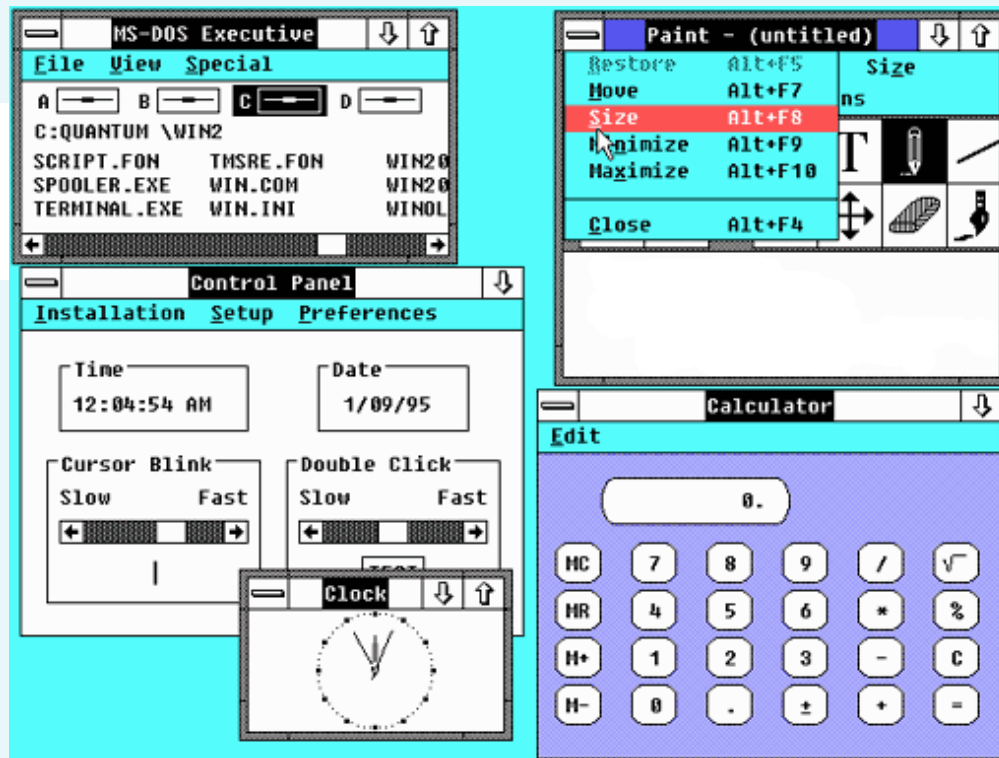 MS-DOS Executive
File View Special
A B C D
C:QUANTUM \WIN2
SCRIPT.FON TMSRE.FON WIN20
SPOOLER.EXE WIN.COM WIN20
TERMINAL.EXE WIN.INI WINOL
Paint - (untitled)
Restore Alt+F5 Size
Move Alt+F7 ns
Size Alt+F8
Minimize Alt+F9
Maximize Alt+F10
Close Alt+F4
T
Control Panel
Installation Setup Preferences
Time Date
12:04:54 AM 1/09/95
Cursor Blink Double Click
Slow Fast Slow Fast
Clock
Calculator
Edit
0.
MC 7 8 9 / √
MR 4 5 6 * %
M+ 1 2 3 - C
M- 0 . ± + =